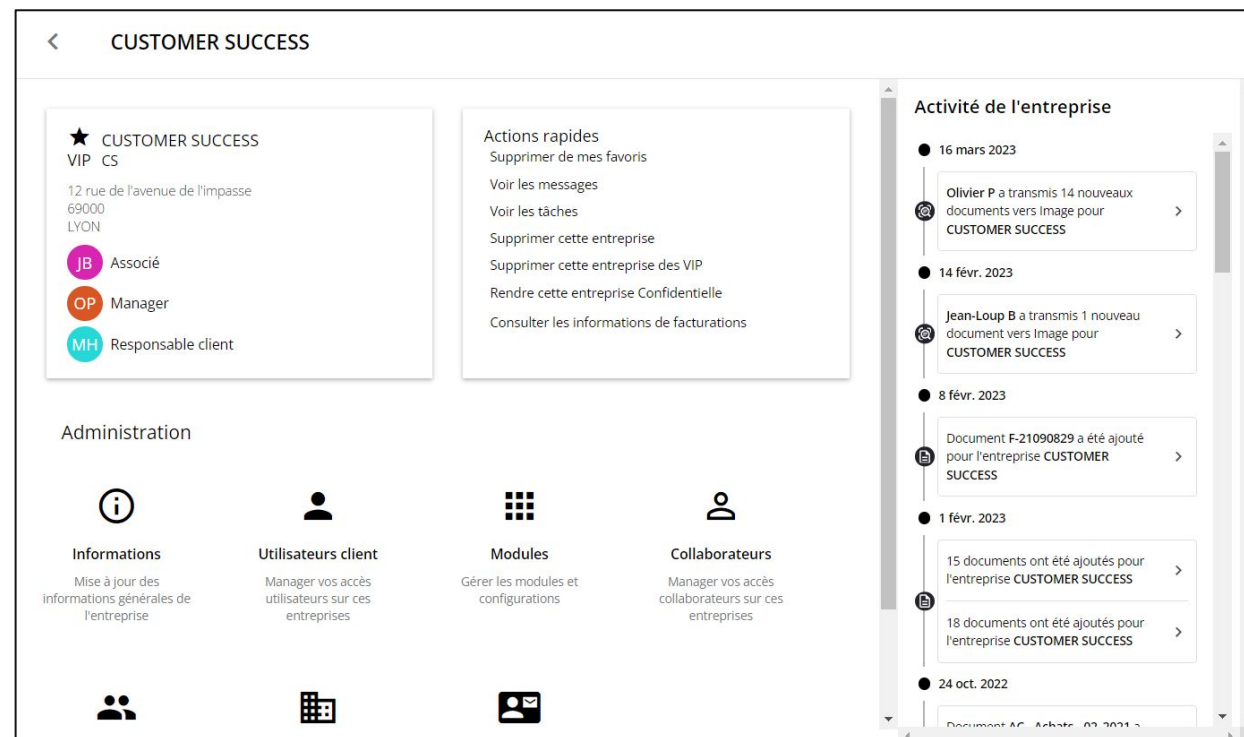 CUSTOMER SUCCESS
CUSTOMER SUCCESS
VIP CS
12 rue de l'avenue de l'impasse
69000
LYON
JB Associé
OP Manager
MH Responsable client
Actions rapides
Supprimer de mes favoris
Voir les messages
Voir les tâches
Supprimer cette entreprise
Supprimer cette entreprise des VIP
Rendre cette entreprise Confidentielle
Consulter les informations de facturations
Administration
Informations
Mise à jour des
informations générales de
l'entreprise
Utilisateurs client
Manager vos accès
utilisateurs sur ces
entreprises
Modules
Gérer les modules et
configurations
Collaborateurs
Manager vos accès
collaborateurs sur ces
entreprises
Activité de l'entreprise
16 mars 2023
Olivier P a transmis 14 nouveaux
documents vers Image pour
CUSTOMER SUCCESS
14 févr. 2023
Jean-Loup B a transmis 1 nouveau
document vers Image pour
CUSTOMER SUCCESS
8 févr. 2023
Document F-21090829 a été ajouté
pour l'entreprise CUSTOMER
SUCCESS
1 févr. 2023
15 documents ont été ajoutés pour
l'entreprise CUSTOMER SUCCESS
18 documents ont été ajoutés pour
l'entreprise CUSTOMER SUCCESS
24 oct. 2022
Document AC - Achats - 02-2021 a